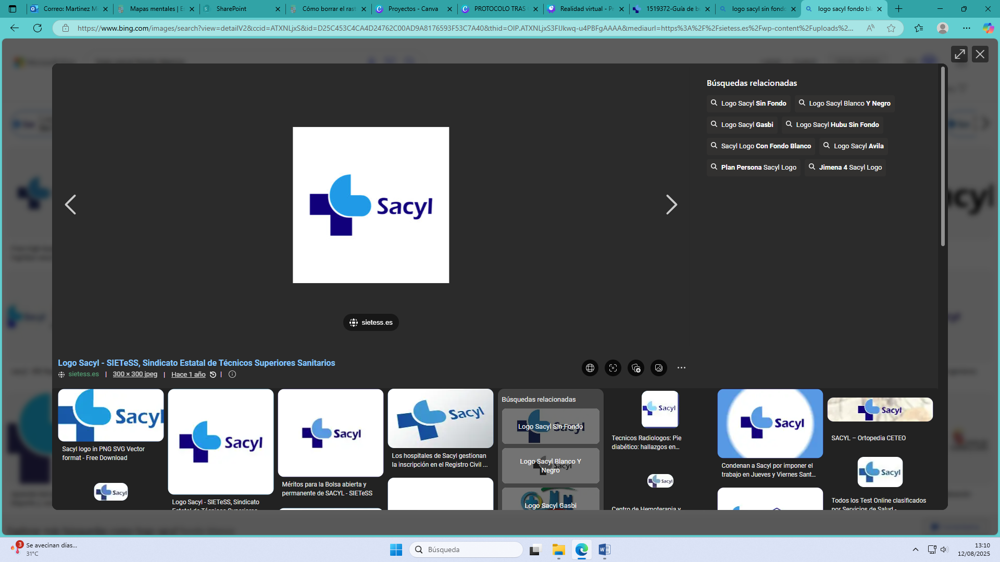 Correo: Martinez M
Mapas mentales | Es
SharePoint
Cómo borrar el rast
Proyectos - Canva
PROTOCOLO TRAS
Realidad virtual - Pr
1519372-Guía de b
logo sacyl sin fondo
logo sacyl fondo bla
https://www.bing.com/images/search?view=detailV2&ccid=ATXNLjxS&id=D25C453C4CA4D24762C00AD9A8176593F53C7A40&thid=OIP.ATXNLjxS3FIJkwq-u4PBFgAAAA&mediaurl=https%3A%2F%2Fsietess.es%2Fwp-content%2Fuploads%2...
Sacyl
sietess.es
Búsquedas relacionadas
Logo Sacyl Sin Fondo
Logo Sacyl Blanco Y Negro
Logo Sacyl Gasbi
Logo Sacyl Hubu Sin Fondo
Sacyl Logo Con Fondo Blanco
Logo Sacyl Avila
Plan Persona Sacyl Logo
Jimena 4 Sacyl Logo
Logo Sacyl - SIETeSS, Sindicato Estatal de Técnicos Superiores Sanitarios
sietess.es | 300 × 300 jpeg | Hace 1 año |
Sacyl
Sacyl logo in PNG SVG Vector
format - Free Download
Sacyl
Sacyl
Logo Sacyl - SIETeSS, Sindicato
Estatal de Técnicos Superiores
Sacyl
Méritos para la Bolsa abierta y
permanente de SACYL - SIETeSS
Sacyl
Los hospitales de Sacyl gestionan
la inscripción en el Registro Civil ...
Búsquedas relacionadas
Logo Sacyl Sin Fondo
Logo Sacyl Blanco Y
Negro
Logo Sacyl Gasbi
Sacyl
Tecnicos Radiologos: Pie
diabético: hallazgos en...
Sacyl
Centro de Hemoterapia y
Sacyl
Condenan a Sacyl por imponer el
trabajo en Jueves y Viernes Sant...
Sacyl
SACYL – Ortopedia CETEO
Sacyl
Todos los Test Online clasificados
por Servicios de Salud -
3
Se avecinan días...
31°C
Búsqueda
13:10
12/08/2025